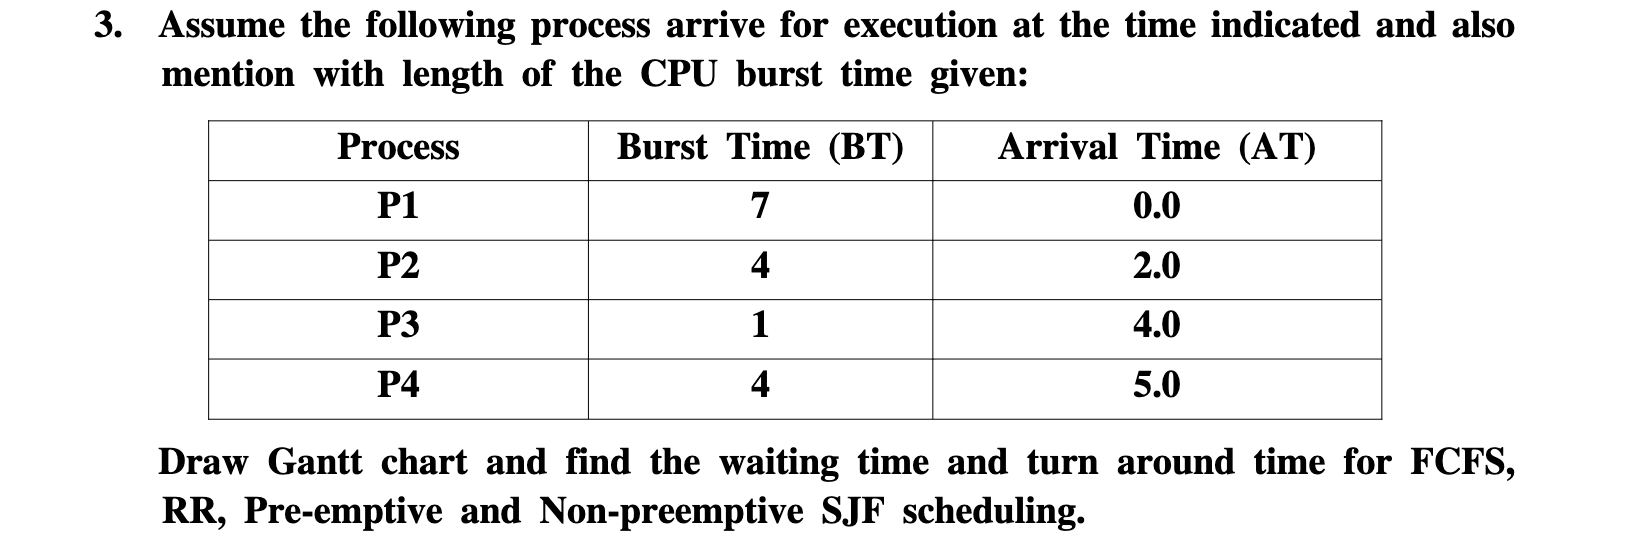 3. Assume the following process arrive for execution at the time indicated and also
mention with length of the CPU burst time given:
Process Burst Time (BT) Arrival Time (AT)
P1 7 0.0
P2 4 2.0
P3 1 4.0
P4 4 5.0
Draw Gantt chart and find the waiting time and turn around time for FCFS,
RR, Pre-emptive and Non-preemptive SJF scheduling.